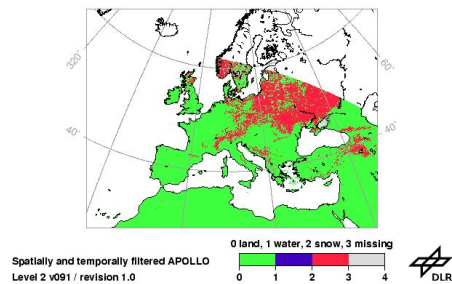 320°
60°
40°
40°
0 land, 1 water, 2 snow, 3 missing
Spatially and temporally filtered APOLLO
Level 2 v091 / revision 1.0
0 1 2 3 4
DLR